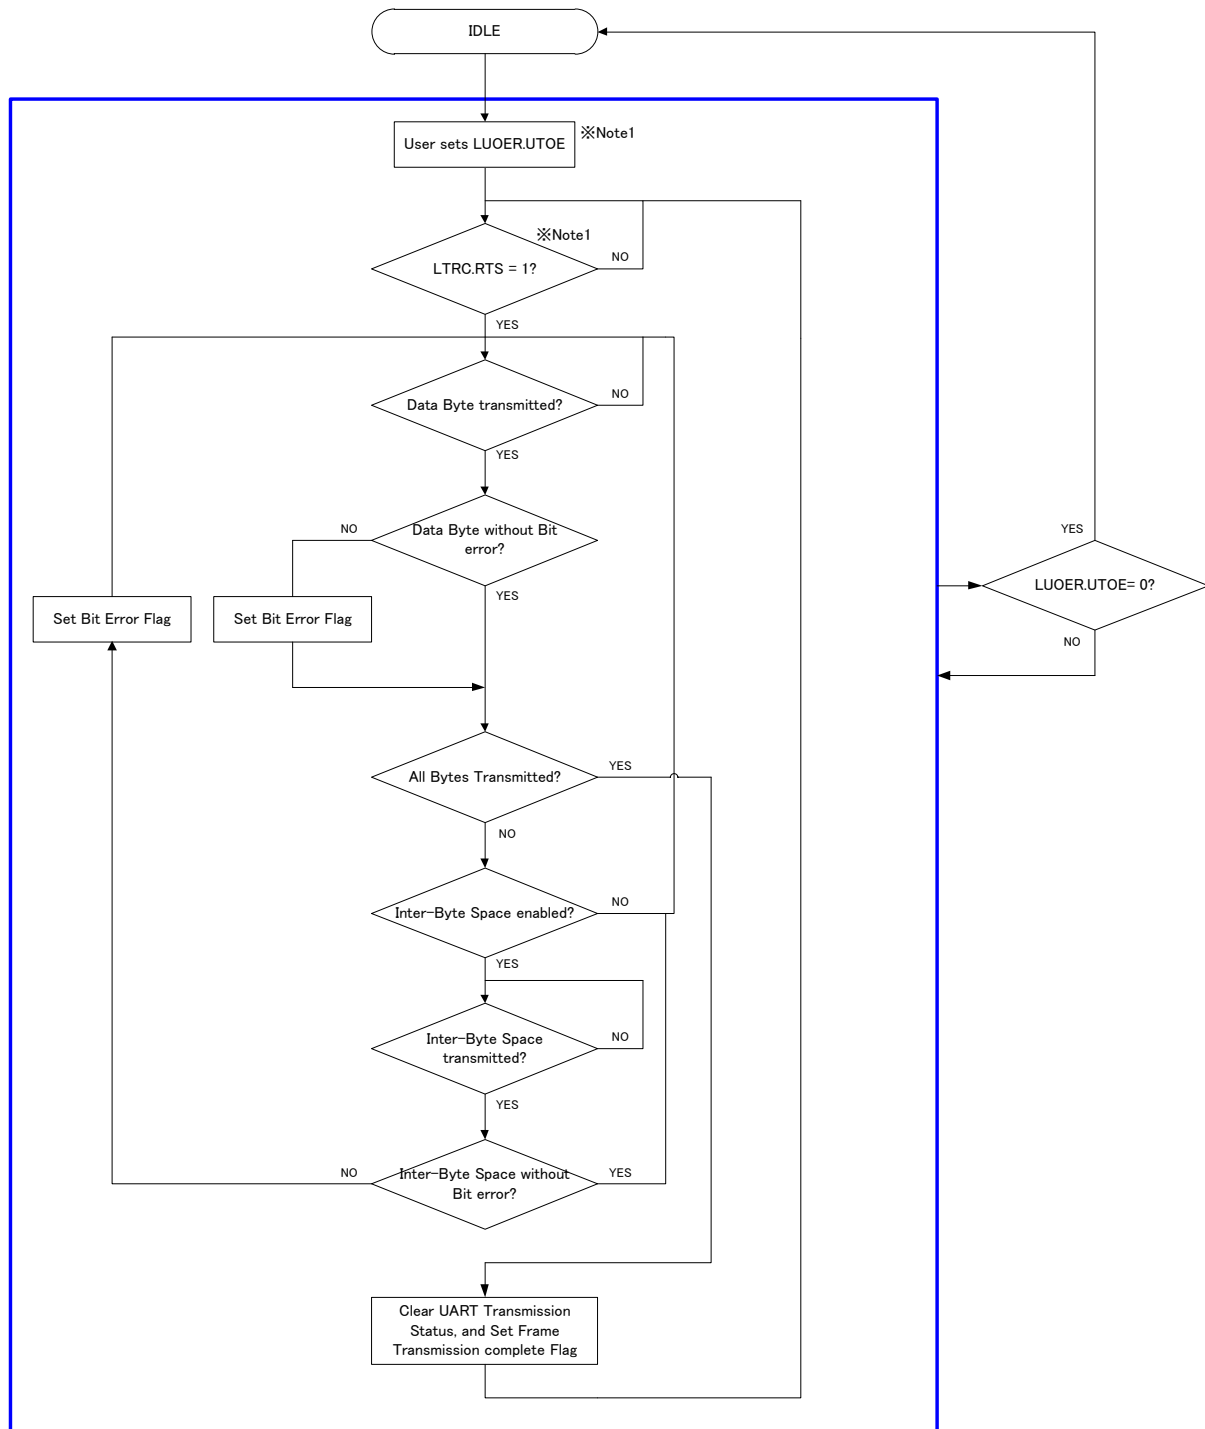 IDLE
User sets LUOER.UTOE
※Note1
※Note1
LTRC.RTS = 1?
NO
YES
Data Byte transmitted?
NO
YES
Data Byte without Bit
error?
NO
YES
Set Bit Error Flag
Set Bit Error Flag
YES
LUOER.UTOE= 0?
NO
All Bytes Transmitted?
YES
NO
Inter-Byte Space enabled?
NO
YES
Inter-Byte Space
transmitted?
NO
YES
NO
Inter-Byte Space without
Bit error?
YES
Clear UART Transmission
Status, and Set Frame
Transmission complete Flag